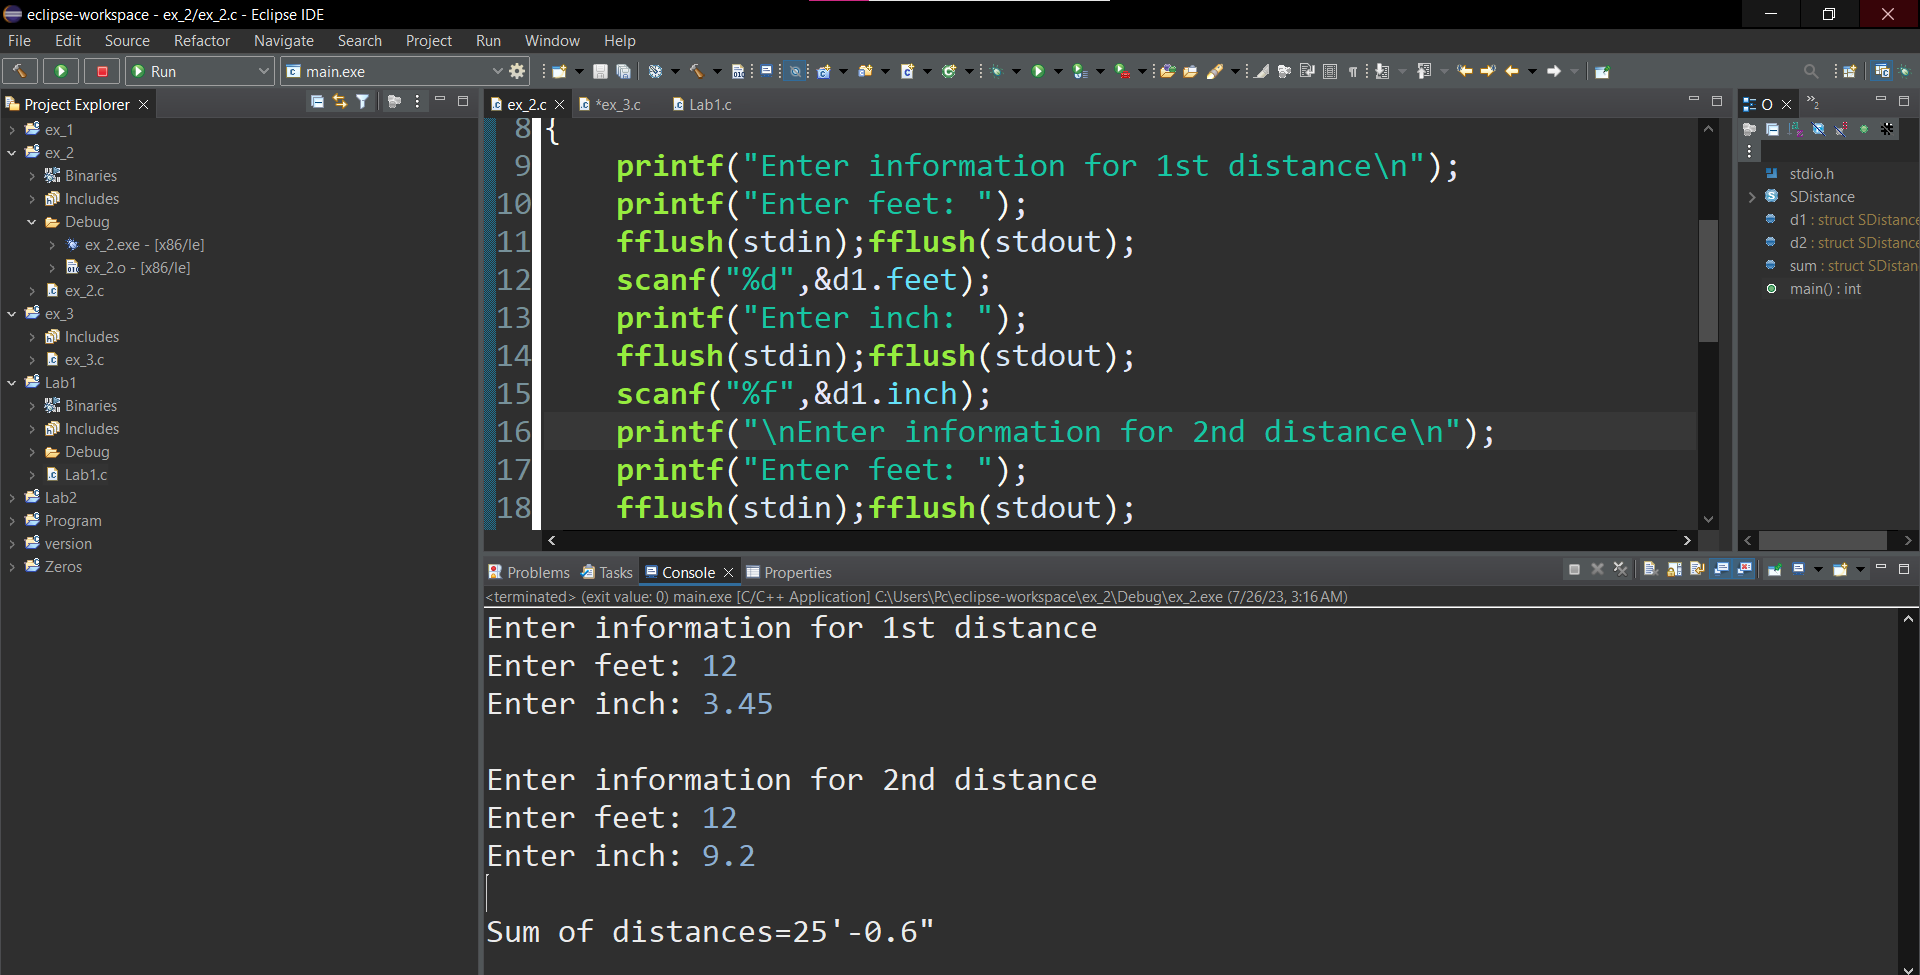 eclipse-workspace - ex_2/ex_2.c - Eclipse IDE
File Edit Source Refactor Navigate Search Project Run Window Help
Run
main.exe
Project Explorer
ex_1
ex_2
Binaries
Includes
Debug
ex_2.exe - [x86/le]
ex_2.o - [x86/le]
ex_2.c
ex_3
Includes
ex_3.c
Lab1
Binaries
Includes
Debug
Lab1.c
Lab2
Program
version
Zeros
ex_2.c *ex_3.c Lab1.c
8 {
9 printf("Enter information for 1st distance\n");
10 printf("Enter feet: ");
11 fflush(stdin);fflush(stdout);
12 scanf("%d",&d1.feet);
13 printf("Enter inch: ");
14 fflush(stdin);fflush(stdout);
15 scanf("%f",&d1.inch);
16 printf("\nEnter information for 2nd distance\n");
17 printf("Enter feet: ");
18 fflush(stdin);fflush(stdout);
O
2
stdio.h
SDistance
d1 : struct SDistance
d2 : struct SDistance
sum : struct SDistan
main() : int
Problems Tasks Console Properties
<terminated> (exit value: 0) main.exe [C/C++ Application] C:\Users\Pc\eclipse-workspace\ex_2\Debug\ex_2.exe (7/26/23, 3:16 AM)
Enter information for 1st distance
Enter feet: 12
Enter inch: 3.45
Enter information for 2nd distance
Enter feet: 12
Enter inch: 9.2
Sum of distances=25'-0.6"